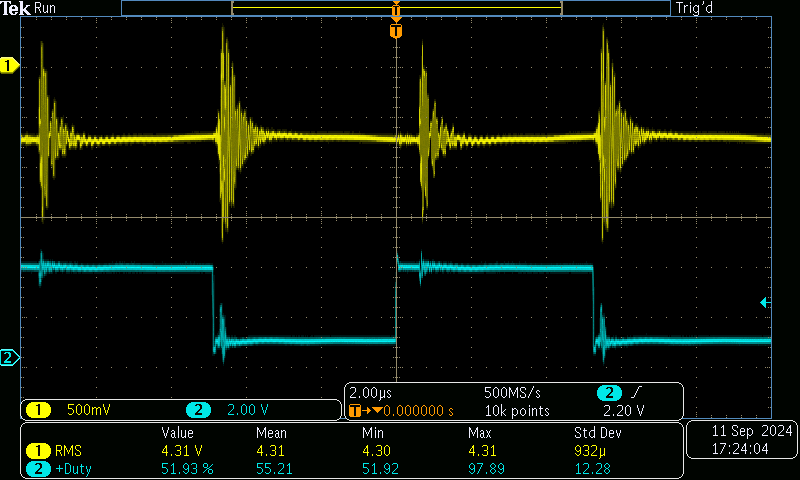 Tek Run Trig'd
T
T
1
2
1 500mV 2 2.00 V
2.00µs 500MS/s 2 /
T→▼0.000000 s 10k points 2.20 V
Value Mean Min Max Std Dev
1 RMS 4.31 V 4.31 4.30 4.31 932µ
2 +Duty 51.93 % 55.21 51.92 97.89 12.28
11 Sep 2024
17:24:04